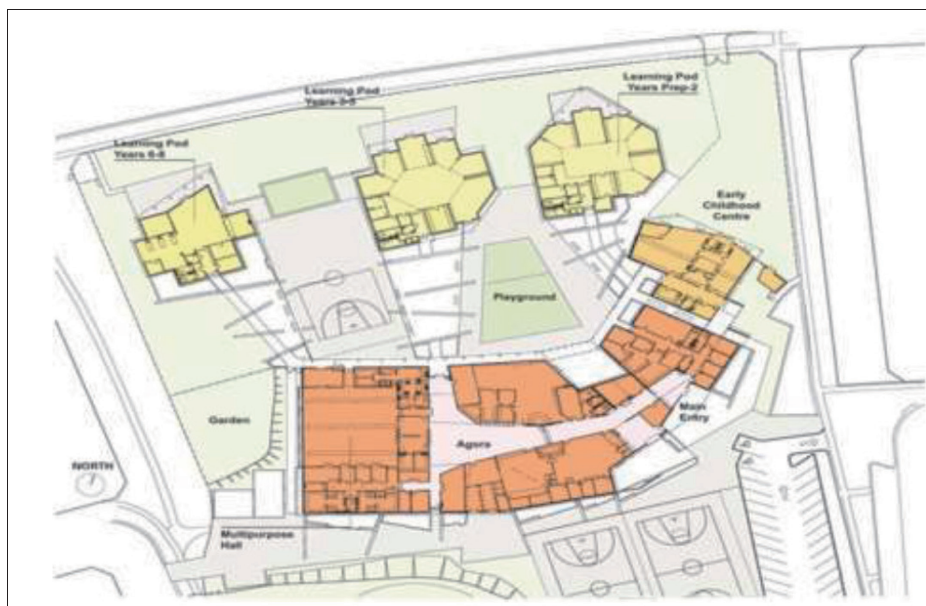 Learning Pod
Years Prep-2
Learning Pod
Years 3-5
Learning Pod
Years 6-8
Early
Childhood
Centre
Playground
Garden
Agora
Main
Entry
NORTH
Multipurpose
Hall